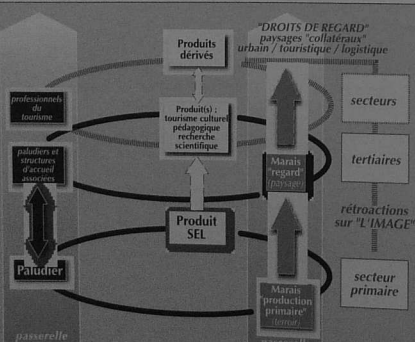 "DROITS DE REGARD"
paysages "collatéraux"
urbain / touristique / logistique
Produits
dérivés
professionnels
du
tourisme
Produit(s) :
tourisme culturel
pédagogique
recherche
scientifique
secteurs
paludiers et
structures
d'accueil
associées
Marais
"regard"
(paysage)
tertiaires
rétroactions
sur "L'IMAGE"
Produit
SEL
Paludier
Marais
"production
primaire"
(terroir)
secteur
primaire
passerelle